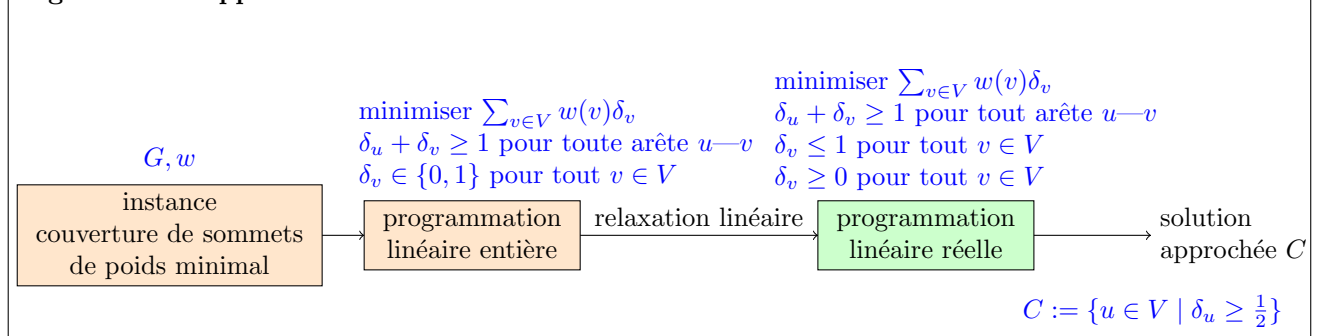 G, w
instance
couverture de sommets
de poids minimal
minimiser ∑_{v∈V} w(v)δ_v
δ_u + δ_v ≥ 1 pour toute arête u—v
δ_v ∈ {0, 1} pour tout v ∈ V
programmation
linéaire entière
relaxation linéaire
minimiser ∑_{v∈V} w(v)δ_v
δ_u + δ_v ≥ 1 pour tout arête u—v
δ_v ≤ 1 pour tout v ∈ V
δ_v ≥ 0 pour tout v ∈ V
programmation
linéaire réelle
solution
approchée C
C := {u ∈ V | δ_u ≥ 1/2}